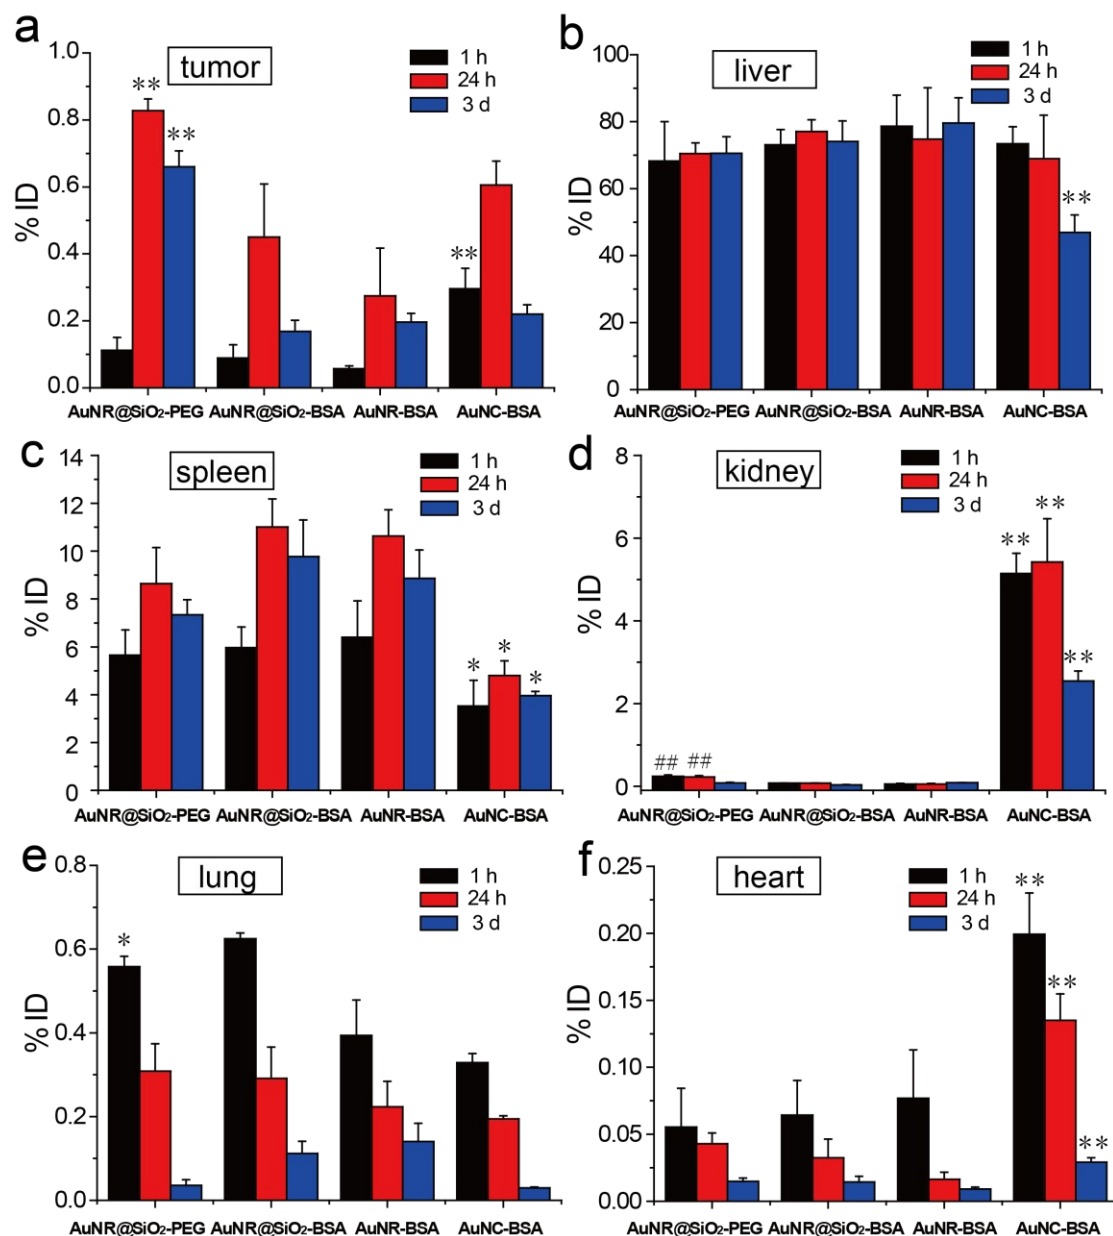 a
tumor
1 h
24 h
3 d
% ID
1.0
0.8
0.6
0.4
0.2
0.0
**
**
**
AuNR@SiO₂-PEG AuNR@SiO₂-BSA AuNR-BSA AuNC-BSA
b
liver
1 h
24 h
3 d
% ID
100
80
60
40
20
0
**
AuNR@SiO₂-PEG AuNR@SiO₂-BSA AuNR-BSA AuNC-BSA
c
spleen
1 h
24 h
3 d
% ID
14
12
10
8
6
4
2
0
* * *
AuNR@SiO₂-PEG AuNR@SiO₂-BSA AuNR-BSA AuNC-BSA
d
kidney
1 h
24 h
3 d
% ID
8
6
4
2
0
## ##
** **
**
AuNR@SiO₂-PEG AuNR@SiO₂-BSA AuNR-BSA AuNC-BSA
e
lung
1 h
24 h
3 d
% ID
0.8
0.6
0.4
0.2
0.0
*
AuNR@SiO₂-PEG AuNR@SiO₂-BSA AuNR-BSA AuNC-BSA
f
heart
1 h
24 h
3 d
% ID
0.25
0.20
0.15
0.10
0.05
0.00
**
**
**
AuNR@SiO₂-PEG AuNR@SiO₂-BSA AuNR-BSA AuNC-BSA